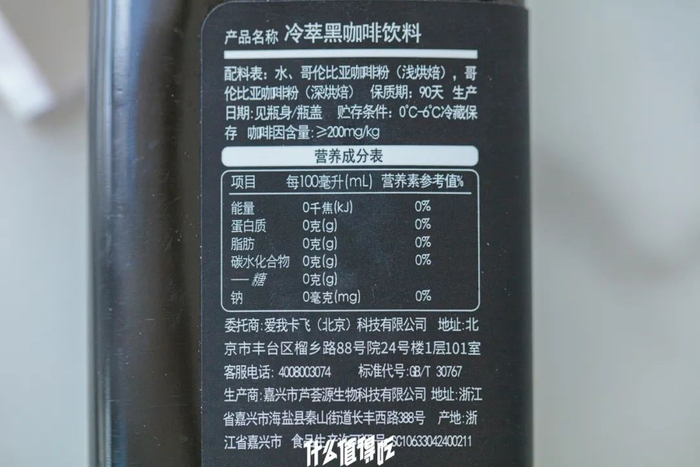 产品名称 冷萃黑咖啡饮料
配料表：水、哥伦比亚咖啡粉（浅烘焙），哥
伦比亚咖啡粉（深烘焙） 保质期：90天 生产
日期:见瓶身/瓶盖 贮存条件：0℃-6℃冷藏保
存 咖啡因含量:≥200mg/kg
营养成分表
项目 每100毫升(mL) 营养素参考值%
能量 0千焦(kJ) 0%
蛋白质 0克(g) 0%
脂肪 0克(g) 0%
碳水化合物 0克(g) 0%
——糖 0克(g)
钠 0毫克(mg) 0%
委托商:爱我卡飞（北京）科技有限公司 地址:北
京市丰台区榴乡路88号院24号楼1层101室
客服电话：4008003074 标准代号:GB/T 30767
生产商:嘉兴市芦荟源生物科技有限公司 地址:浙江
省嘉兴市海盐县秦山街道长丰西路388号 产地:浙
江省嘉兴市 食品生产许 SC10633042400211
什么值得吃